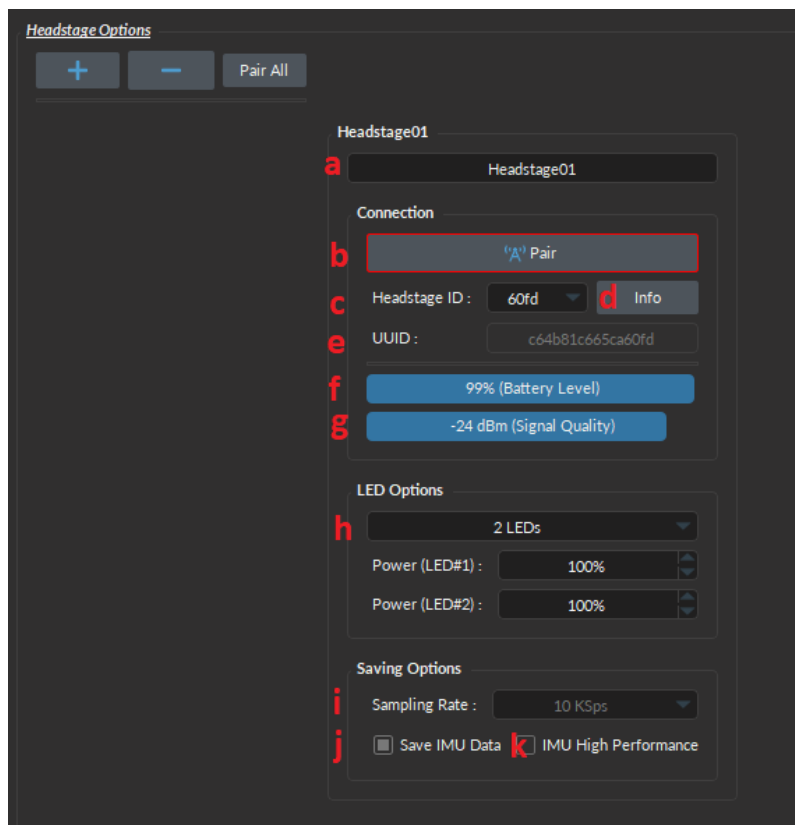 Headstage Options
+ − Pair All
Headstage01
a Headstage01
Connection
b Pair
c Headstage ID : 60fd d Info
e UUID : c64b81c665ca60fd
f 99% (Battery Level)
g -24 dBm (Signal Quality)
LED Options
h 2 LEDs
Power (LED#1) : 100%
Power (LED#2) : 100%
Saving Options
i Sampling Rate : 10 KSps
j Save IMU Data k IMU High Performance